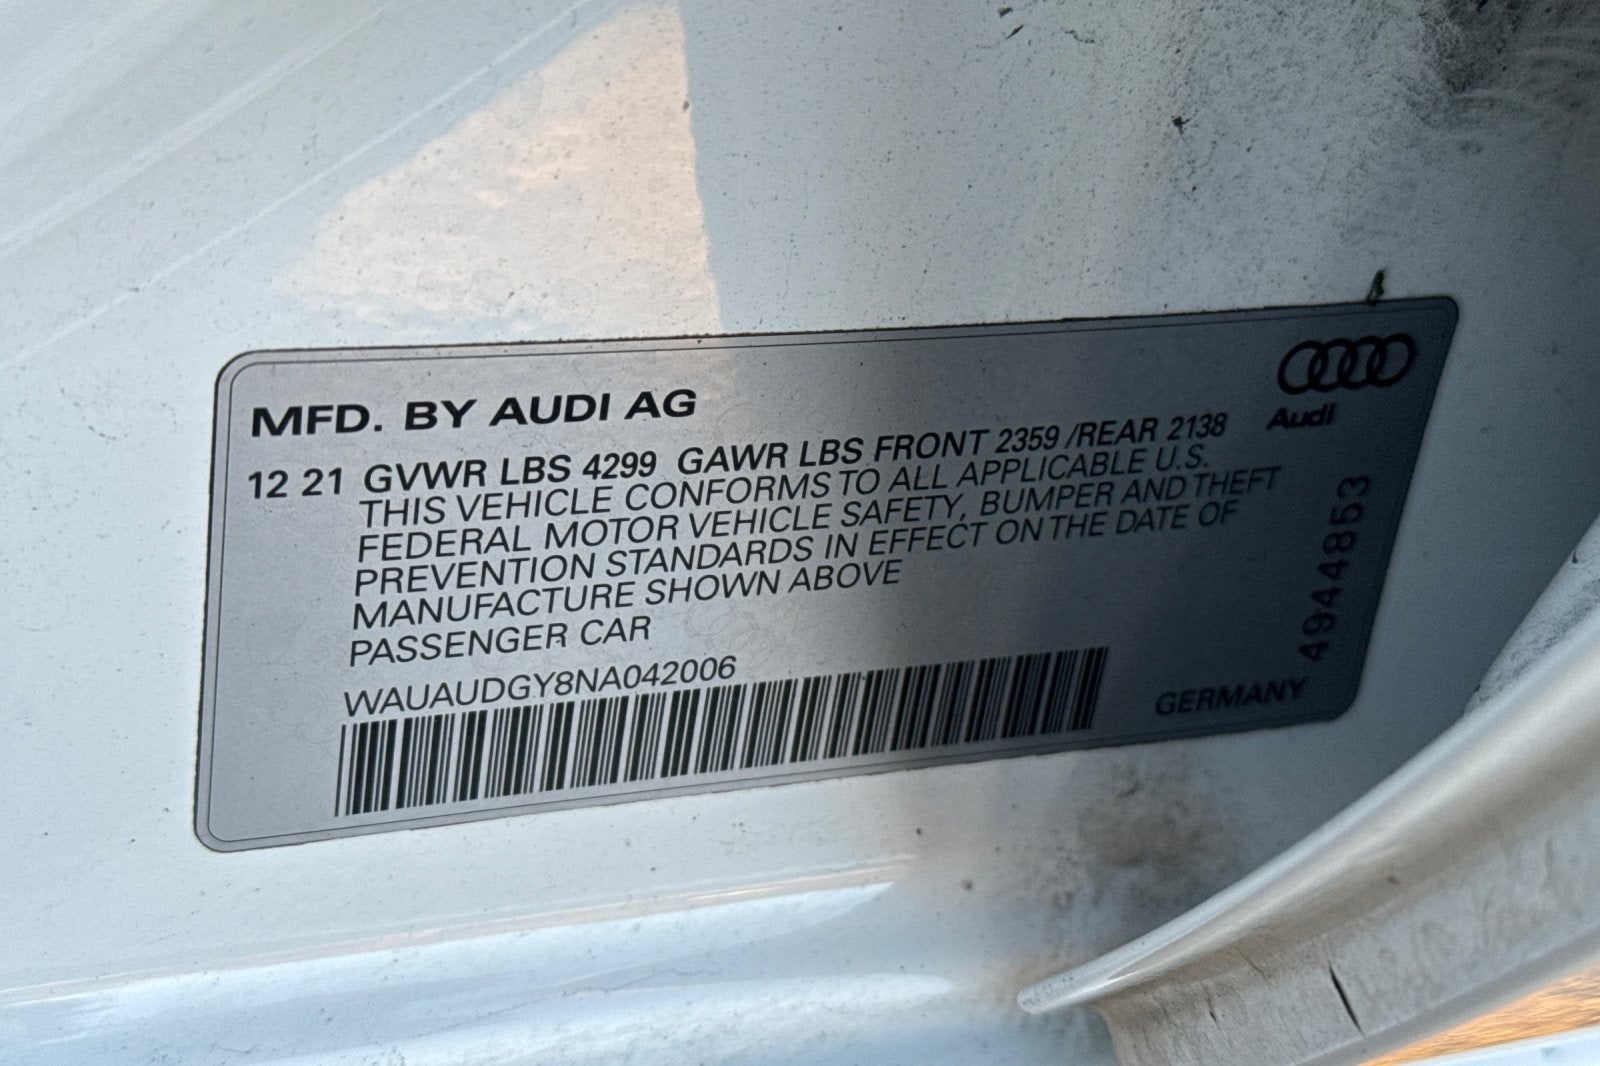 MFD. BY AUDI AG
Audi
12 21 GVWR LBS 4299 GAWR LBS FRONT 2359 /REAR 2138
THIS VEHICLE CONFORMS TO ALL APPLICABLE U.S.
FEDERAL MOTOR VEHICLE SAFETY, BUMPER AND THEFT
PREVENTION STANDARDS IN EFFECT ON THE DATE OF
MANUFACTURE SHOWN ABOVE
PASSENGER CAR
WAUAUDGY8NA042006
GERMANY
4944853